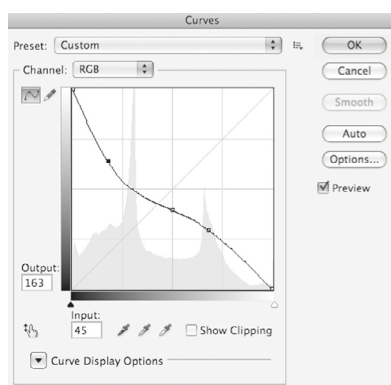 Curves
Preset: Custom
OK
Channel: RGB
Cancel
Smooth
Auto
Options...
Preview
Output:
163
Input:
45
Show Clipping
Curve Display Options